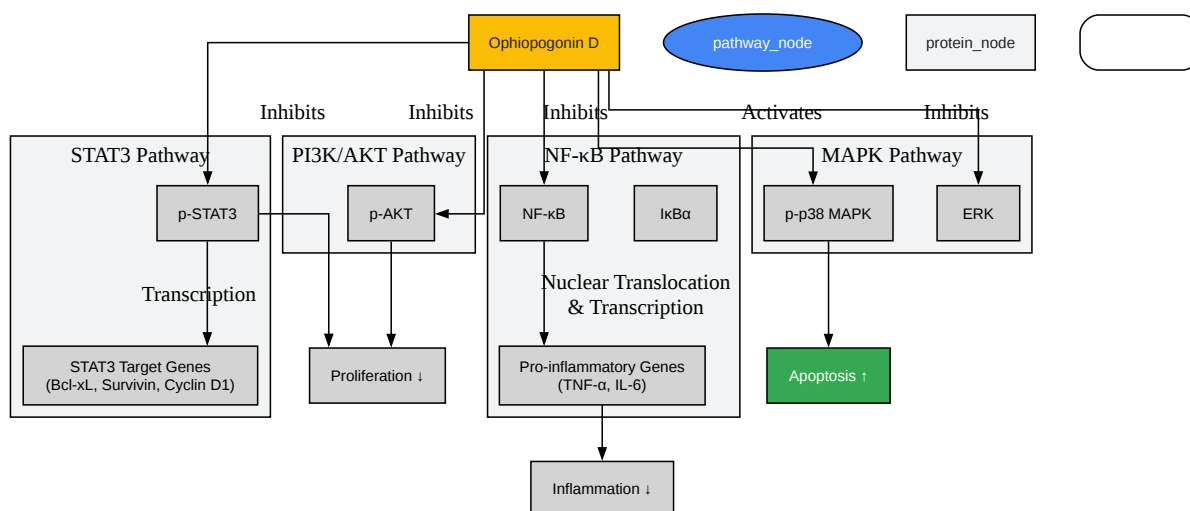 Ophiopogonin D
pathway_node
protein_node
Inhibits
Inhibits
Inhibits
Activates
Inhibits
STAT3 Pathway
PI3K/AKT Pathway
NF-κB Pathway
MAPK Pathway
p-STAT3
p-AKT
NF-κB
IκBα
p-p38 MAPK
ERK
Transcription
Nuclear Translocation
& Transcription
STAT3 Target Genes
(Bcl-xL, Survivin, Cyclin D1)
Proliferation ↓
Pro-inflammatory Genes
(TNF-α, IL-6)
Apoptosis ↑
Inflammation ↓